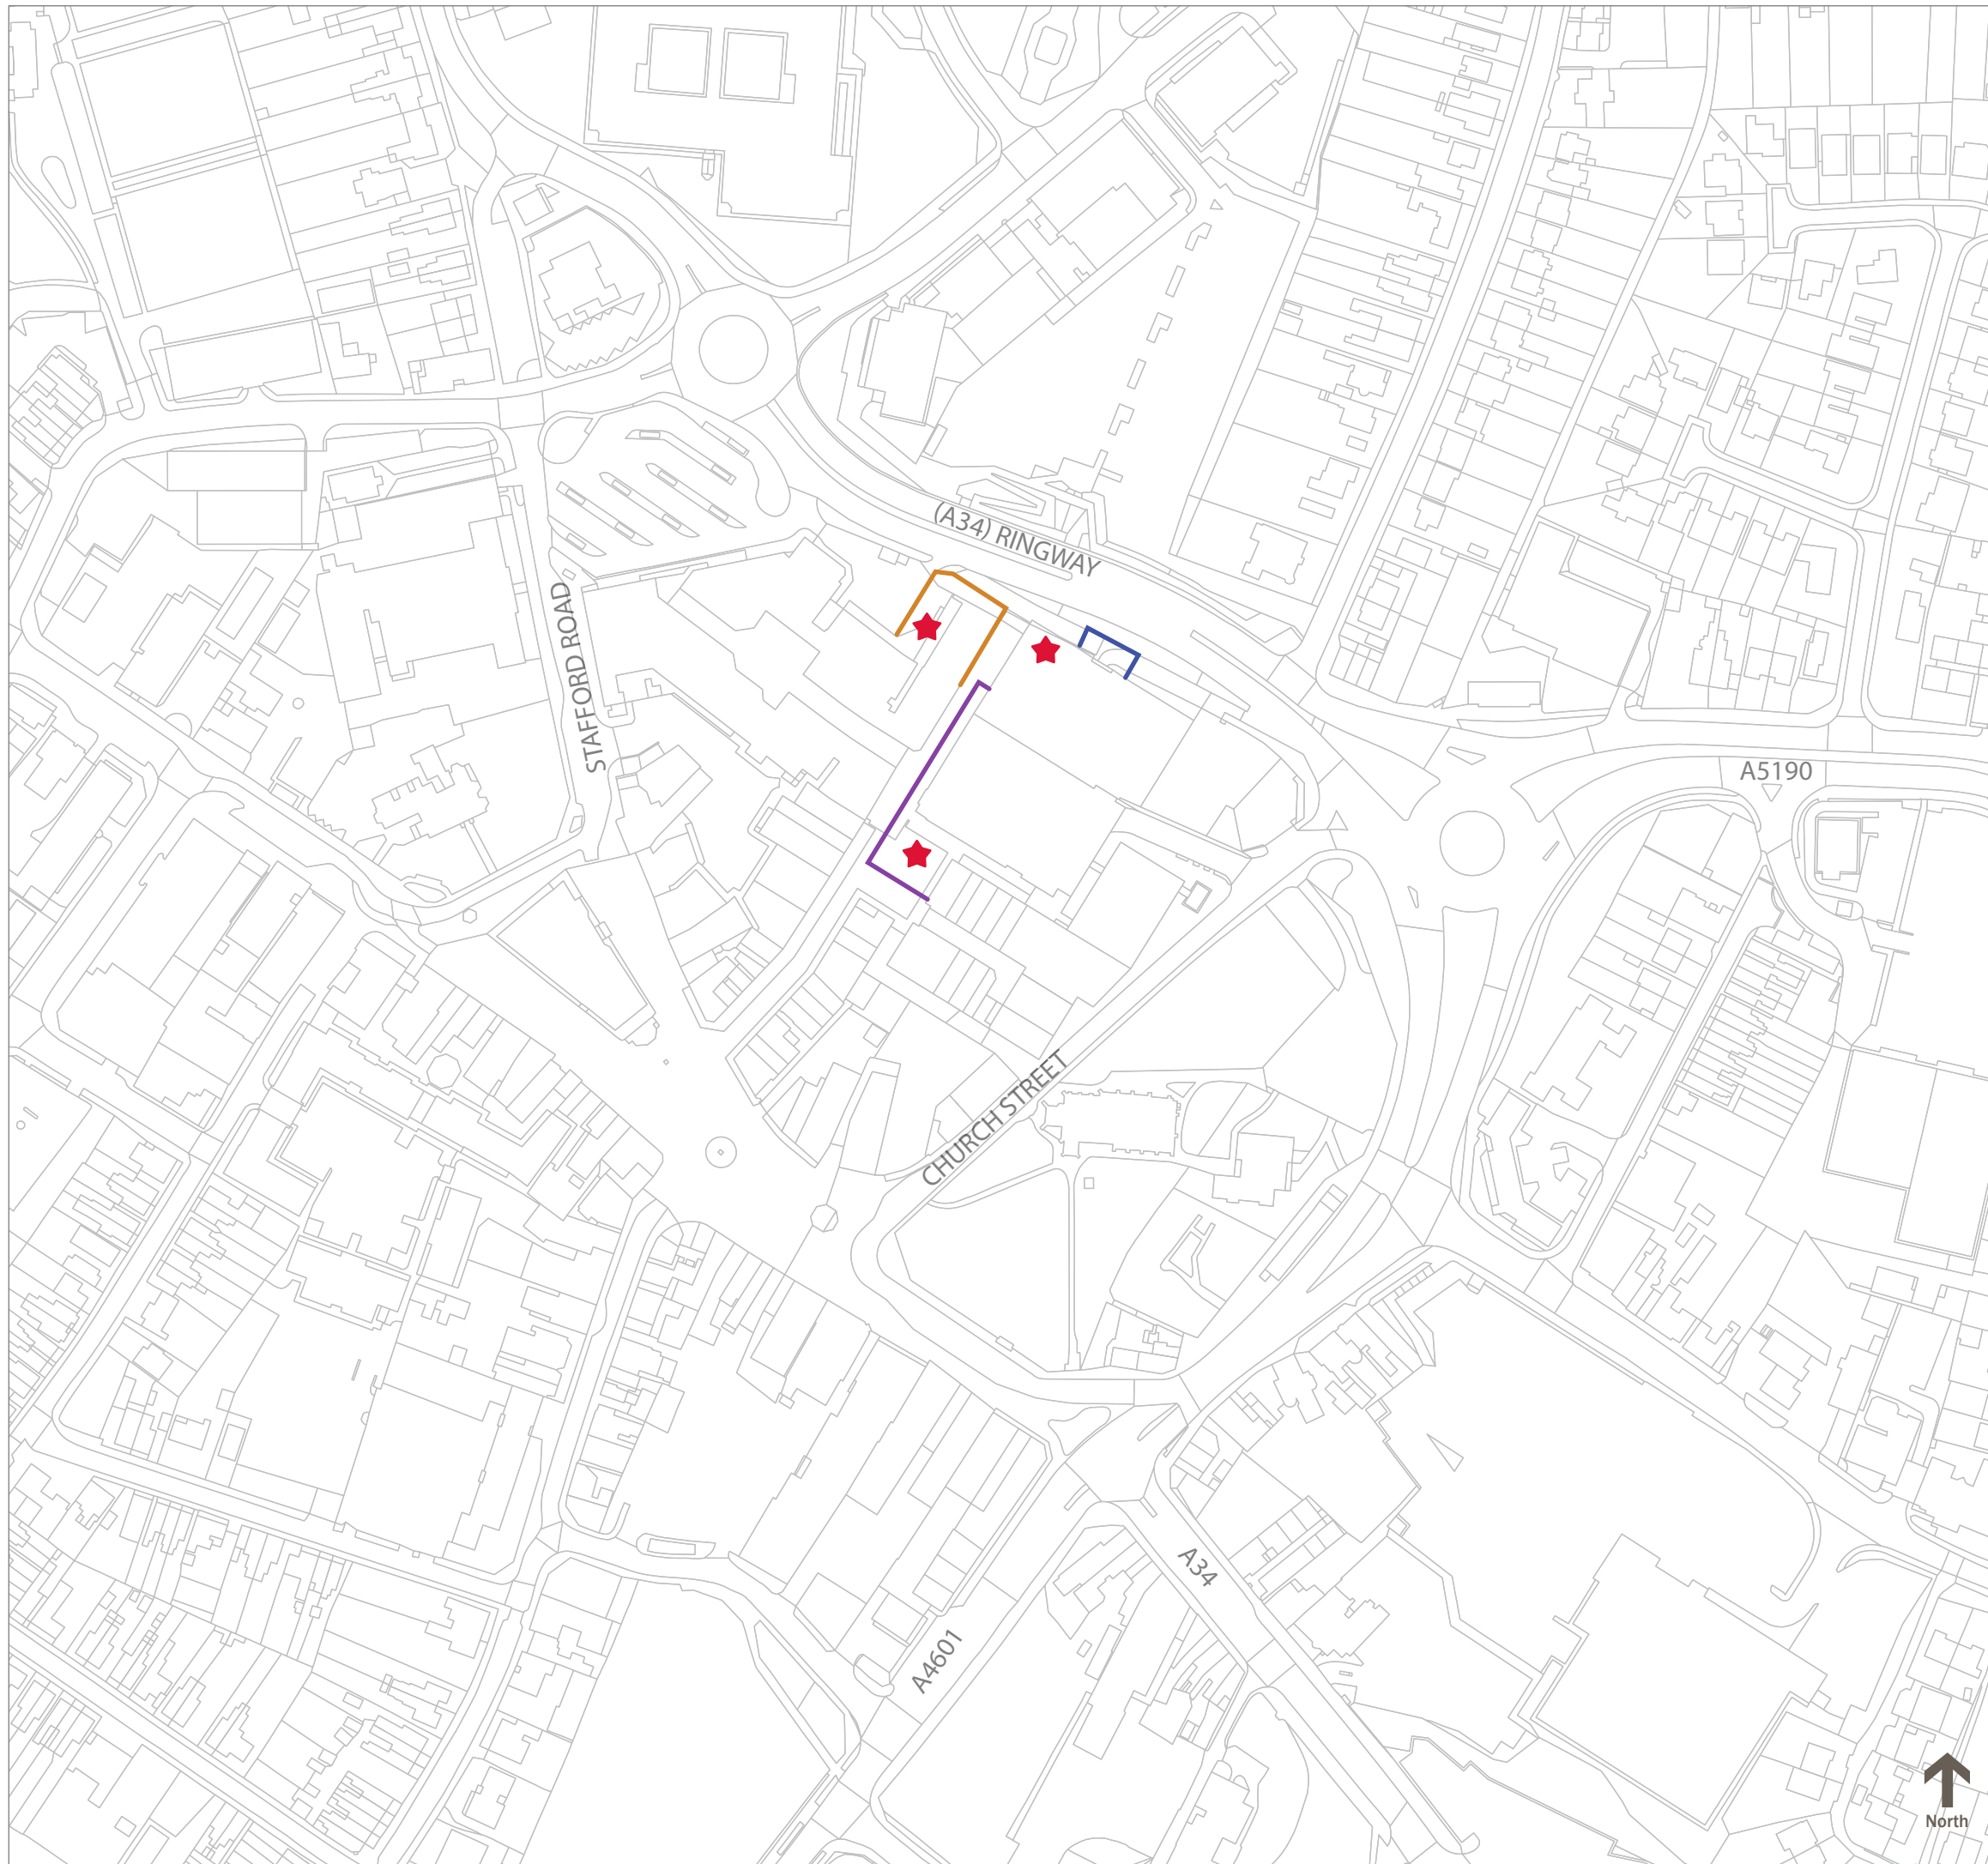 (A34) RINGWAY
STAFFORD ROAD
A5190
CHURCH STREET
A34
A4601
North